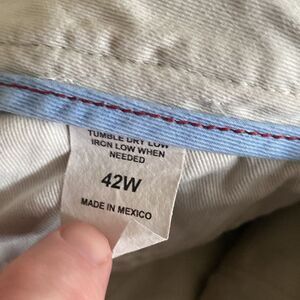 TUMBLE DRY LOW
IRON LOW WHEN
NEEDED
42W
MADE IN MEXICO